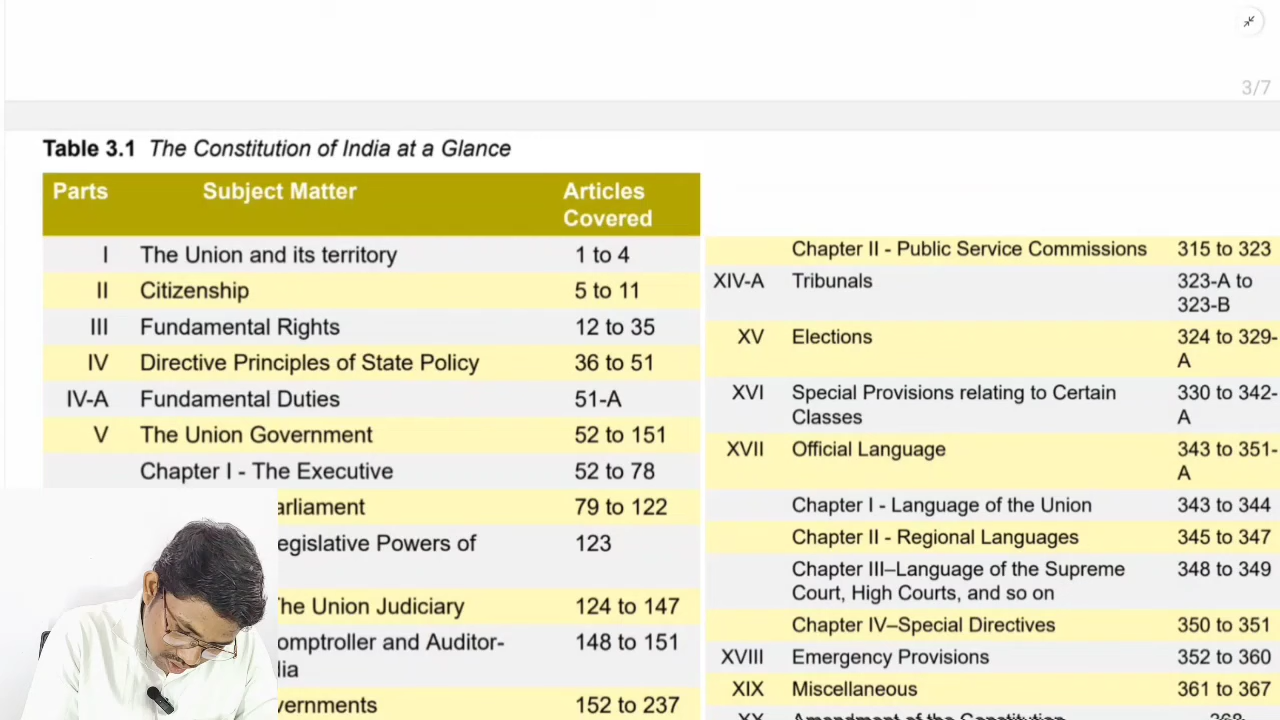 3/7
Table 3.1 The Constitution of India at a Glance
Parts Subject Matter Articles
Covered
I The Union and its territory 1 to 4
II Citizenship 5 to 11
III Fundamental Rights 12 to 35
IV Directive Principles of State Policy 36 to 51
IV-A Fundamental Duties 51-A
V The Union Government 52 to 151
Chapter I - The Executive 52 to 78
arliament 79 to 122
egislative Powers of 123
The Union Judiciary 124 to 147
omptroller and Auditor- 148 to 151
dia
vernments 152 to 237
Chapter II - Public Service Commissions 315 to 323
XIV-A Tribunals 323-A to
323-B
XV Elections 324 to 329-
A
XVI Special Provisions relating to Certain 330 to 342-
Classes A
XVII Official Language 343 to 351-
A
Chapter I - Language of the Union 343 to 344
Chapter II - Regional Languages 345 to 347
Chapter III–Language of the Supreme 348 to 349
Court, High Courts, and so on
Chapter IV–Special Directives 350 to 351
XVIII Emergency Provisions 352 to 360
XIX Miscellaneous 361 to 367
XX Amendment of the Constitution 368